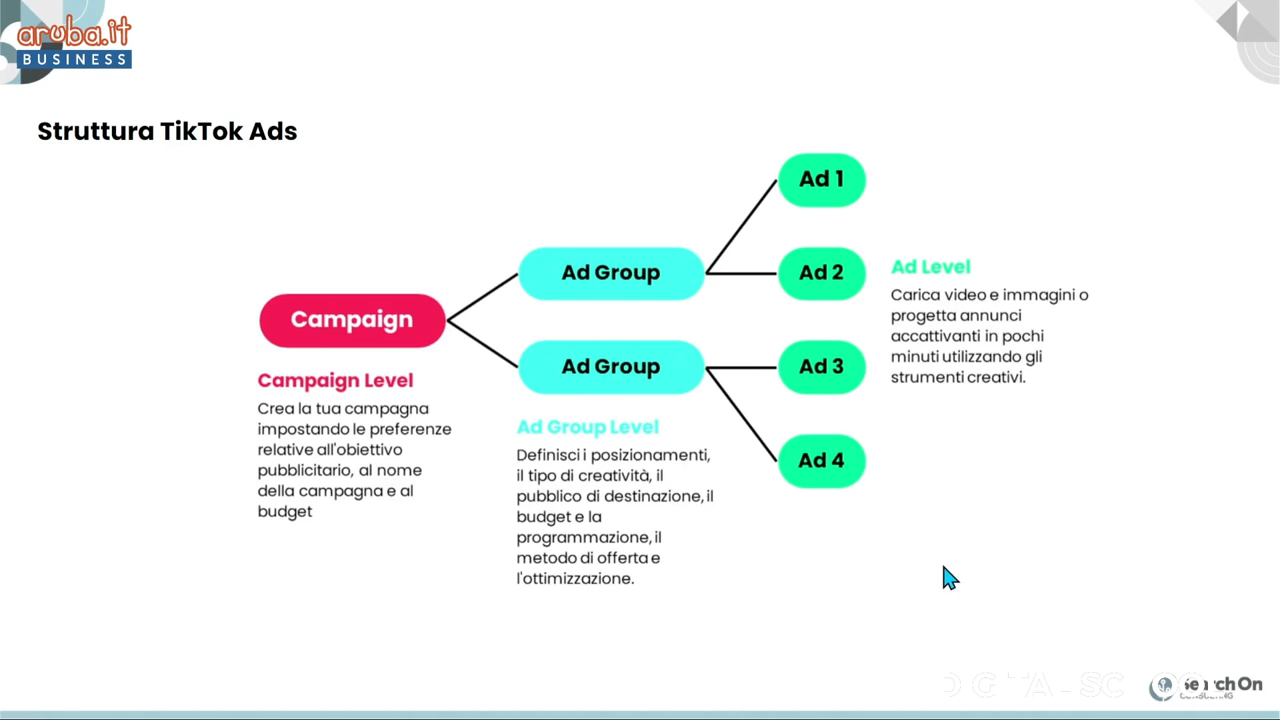 aruba.it
BUSINESS
Struttura TikTok Ads
Ad 1
Ad Group
Ad 2
Ad Level
Carica video e immagini o
progetta annunci
accattivanti in pochi
minuti utilizzando gli
strumenti creativi.
Campaign
Ad Group
Ad 3
Campaign Level
Crea la tua campagna
impostando le preferenze
relative all'obiettivo
pubblicitario, al nome
della campagna e al
budget
Ad Group Level
Definisci i posizionamenti,
il tipo di creatività, il
pubblico di destinazione, il
budget e la
programmazione, il
metodo di offerta e
l'ottimizzazione.
Ad 4
SearchOn